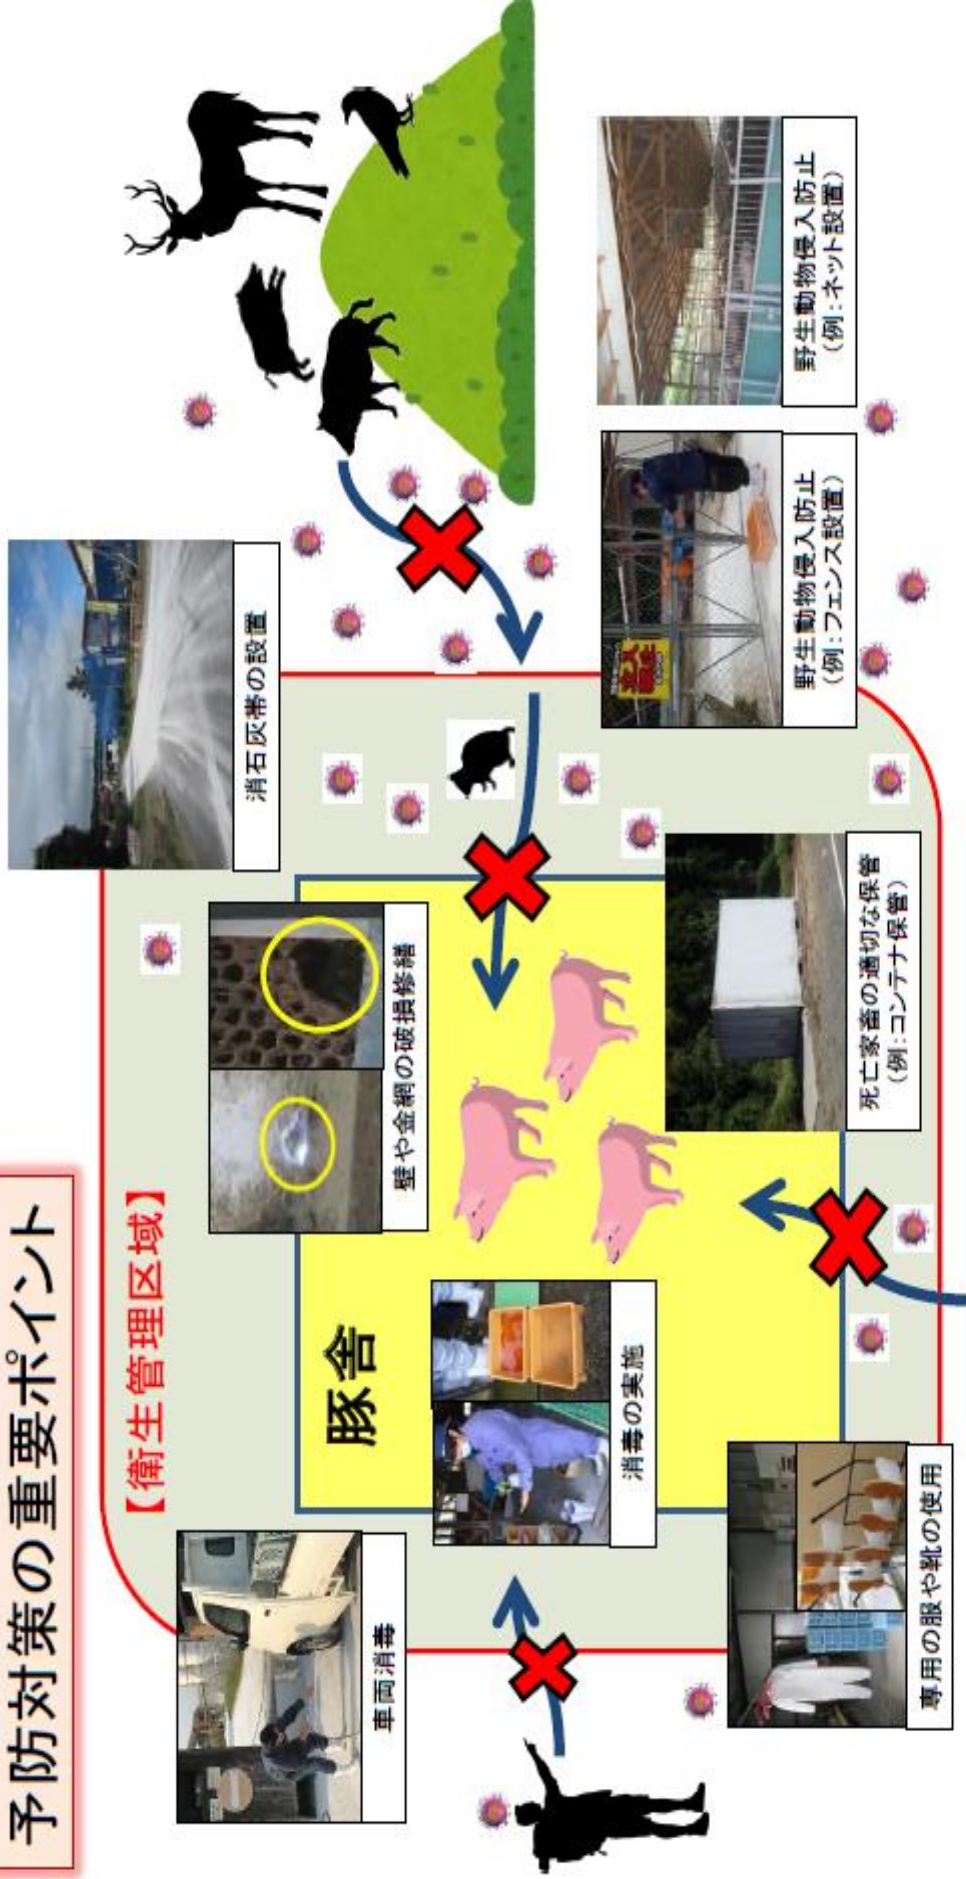 予防対策の重要ポイント
【衛生管理区域】
消石灰帯の設置
車両消毒
壁や金網の破損修繕
豚舎
消毒の実施
野生動物侵入防止
（例：フェンス設置）
野生動物侵入防止
（例：ネット設置）
専用の服や靴の使用
死亡家畜の適切な保管
（例：コンテナ保管）
立入
禁止